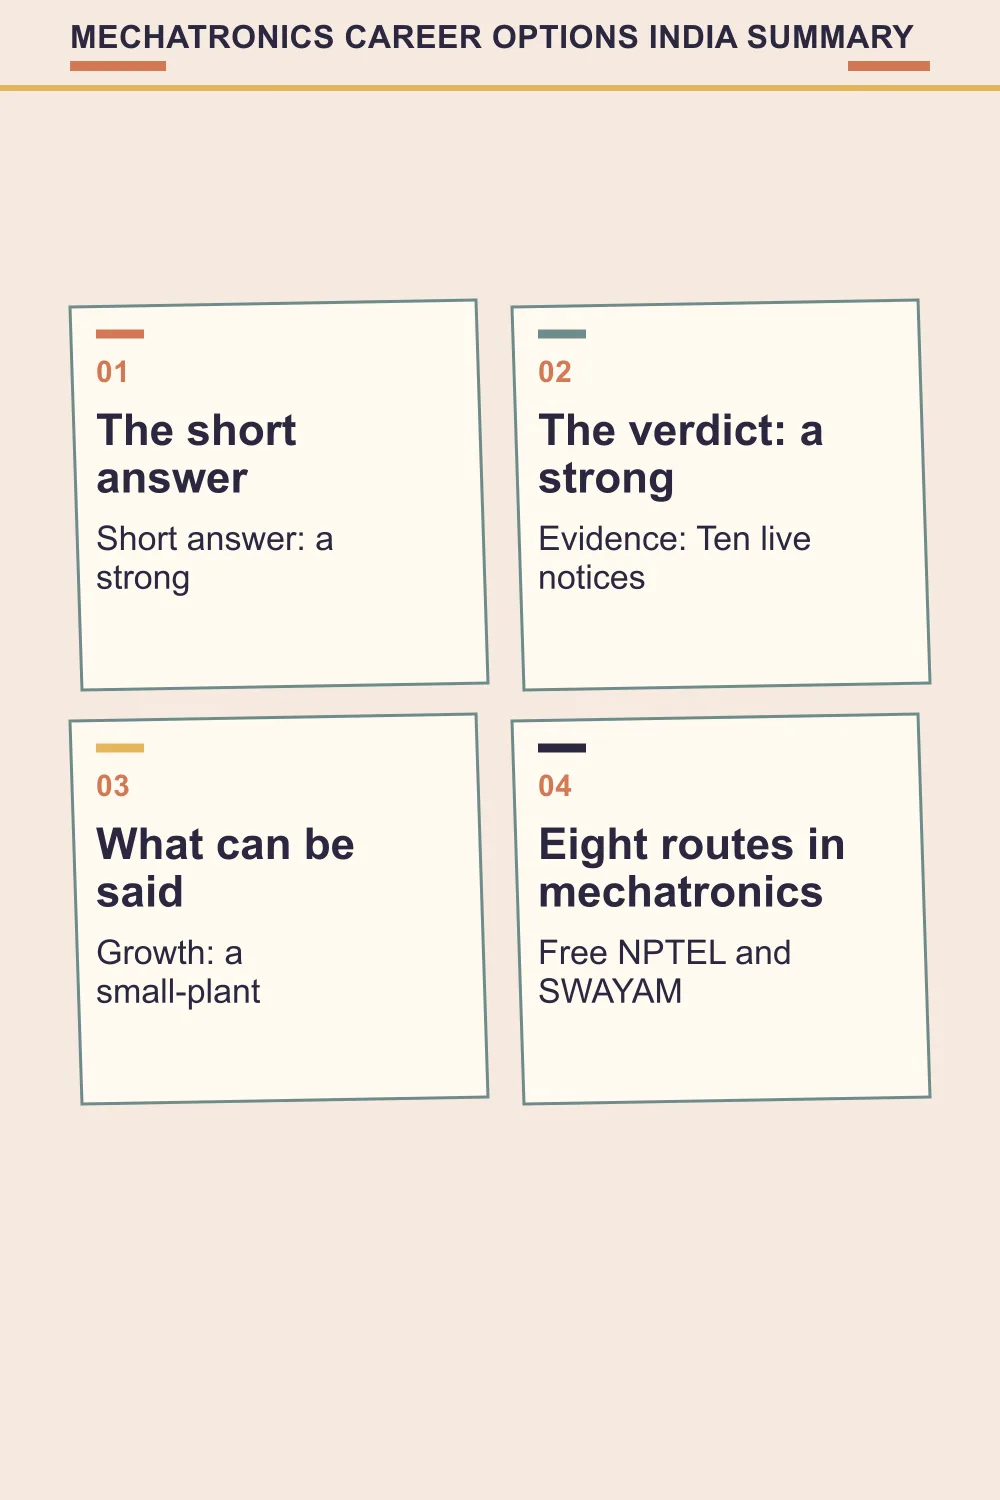 MECHATRONICS CAREER OPTIONS INDIA SUMMARY
01
The short
answer
Short answer: a
strong
02
The verdict: a
strong
Evidence: Ten live
notices
03
What can be
said
Growth: a
small-plant
04
Eight routes in
mechatronics
Free NPTEL and
SWAYAM